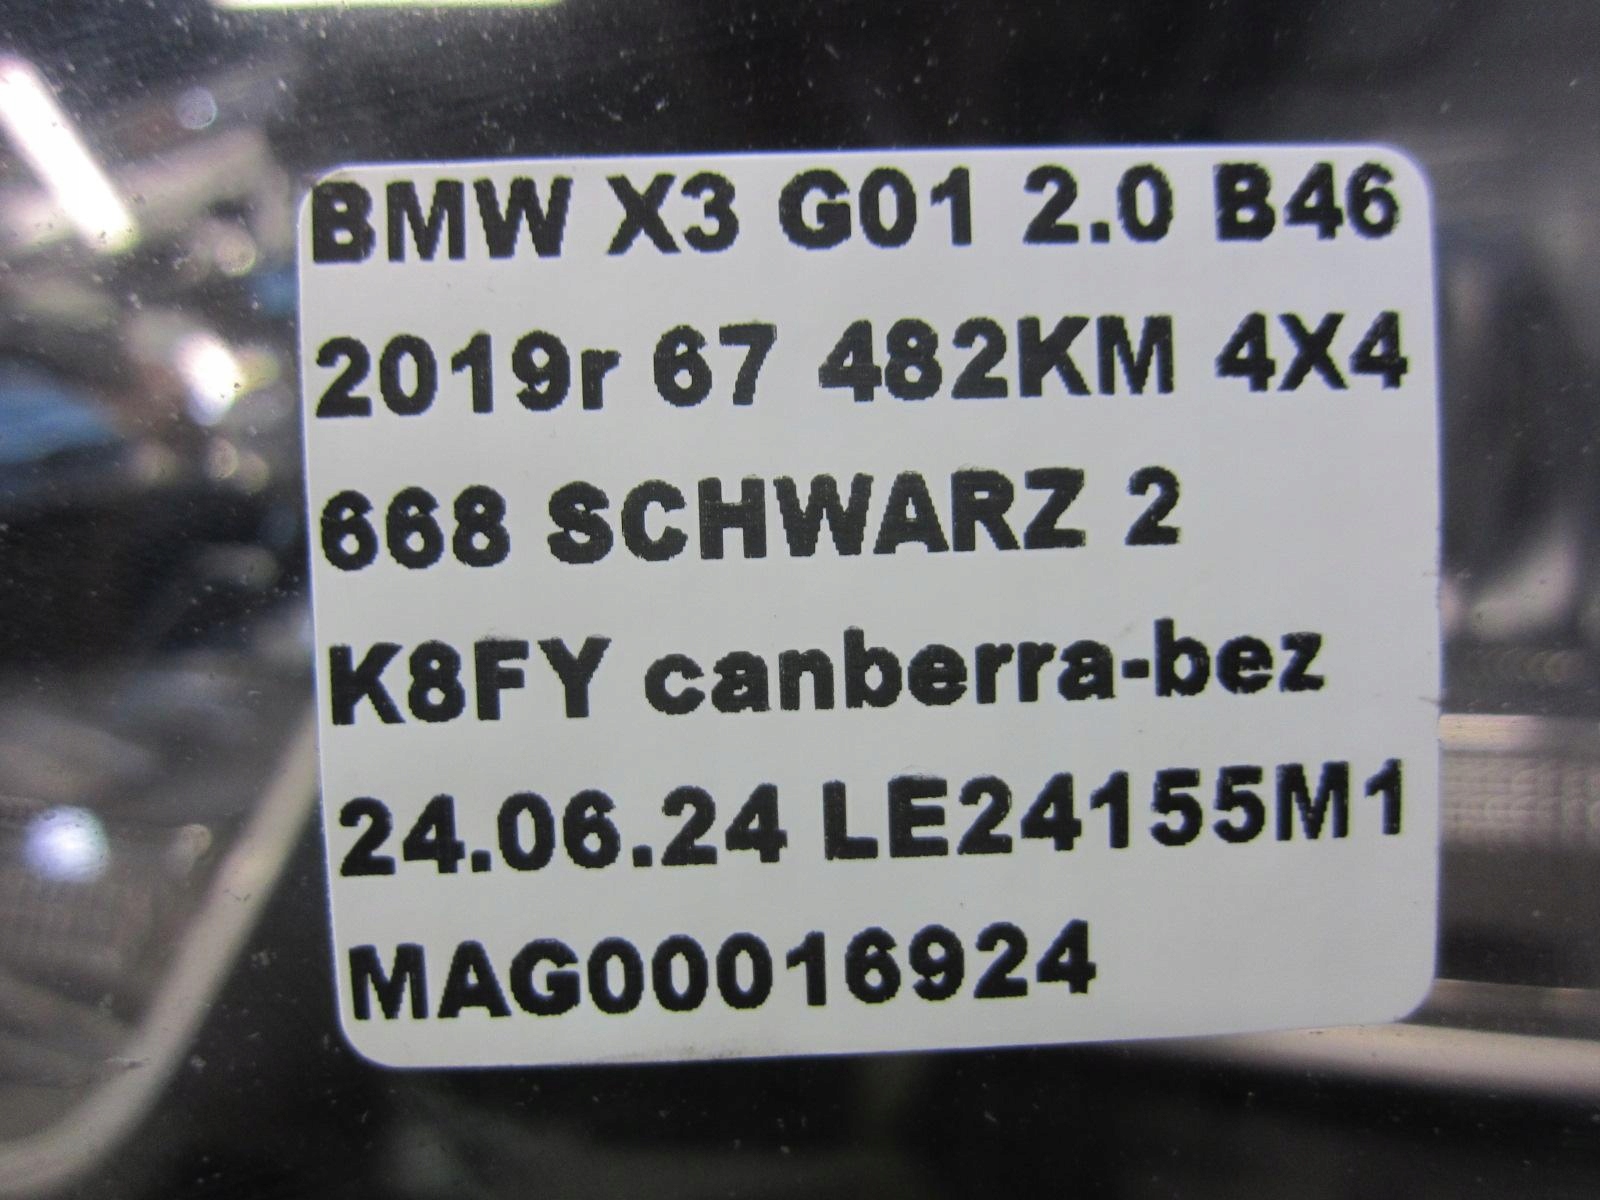 BMW X3 G01 2.0 B46
2019r 67 482KM 4X4
668 SCHWARZ 2
K8FY canberra-bez
24.06.24 LE24155M1
MAG00016924